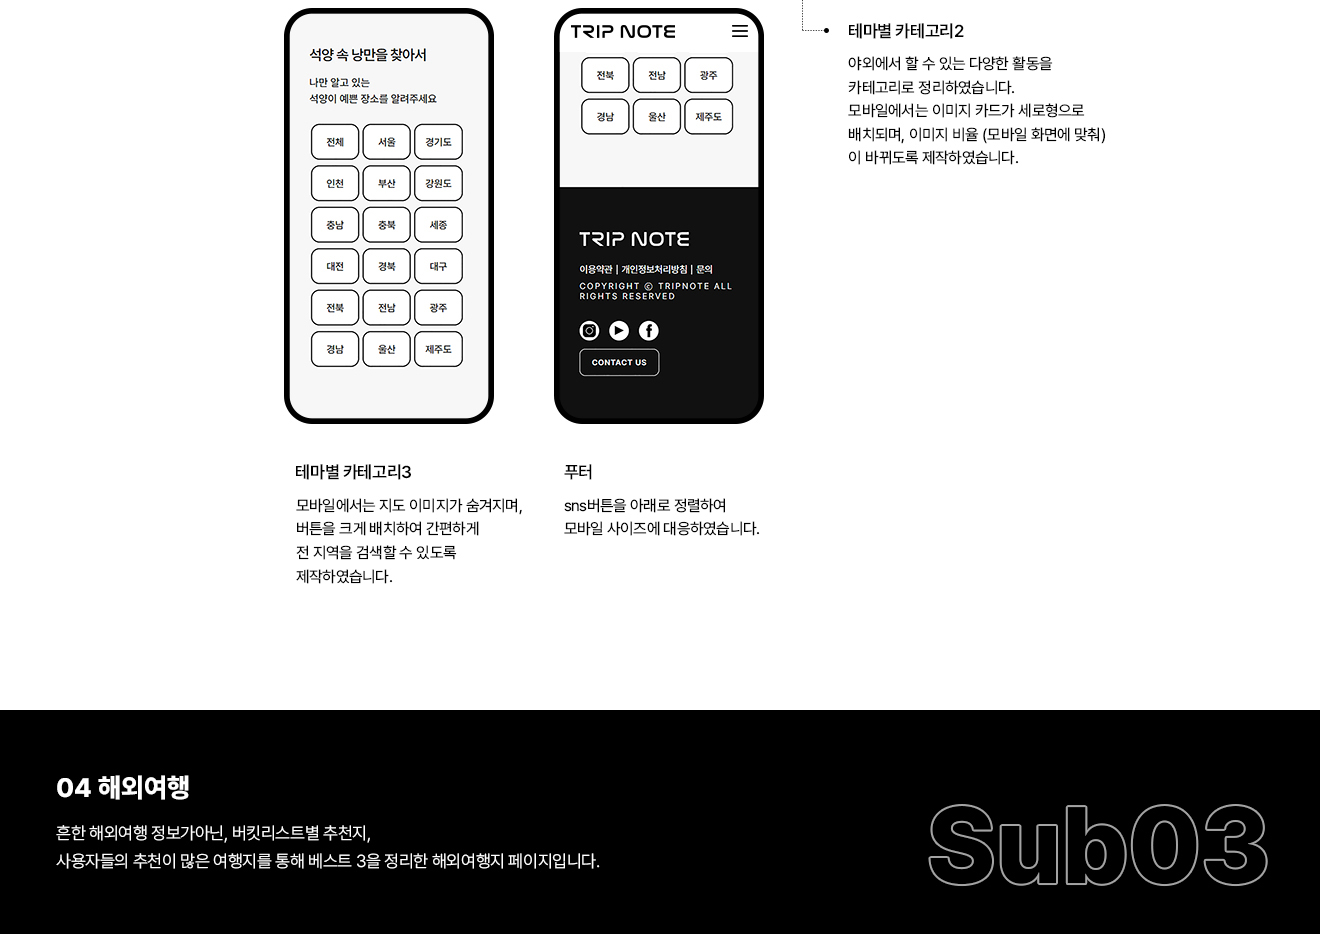 석양 속 낭만을 찾아서
나만 알고 있는
석양이 예쁜 장소를 알려주세요
전체 서울 경기도
인천 부산 강원도
충남 충북 세종
대전 경북 대구
전북 전남 광주
경남 울산 제주도
TRIP NOTE
전북 전남 광주
경남 울산 제주도
TRIP NOTE
이용약관 | 개인정보처리방침 | 문의
COPYRIGHT ⓒ TRIPNOTE ALL
RIGHTS RESERVED
CONTACT US
테마별 카테고리2
야외에서 할 수 있는 다양한 활동을
카테고리로 정리하였습니다.
모바일에서는 이미지 카드가 세로형으로
배치되며, 이미지 비율 (모바일 화면에 맞춰)
이 바뀌도록 제작하였습니다.
테마별 카테고리3
모바일에서는 지도 이미지가 숨겨지며,
버튼을 크게 배치하여 간편하게
전 지역을 검색할 수 있도록
제작하였습니다.
푸터
sns버튼을 아래로 정렬하여
모바일 사이즈에 대응하였습니다.
04 해외여행
흔한 해외여행 정보가아닌, 버킷리스트별 추천지,
사용자들의 추천이 많은 여행지를 통해 베스트 3을 정리한 해외여행지 페이지입니다.
Sub03